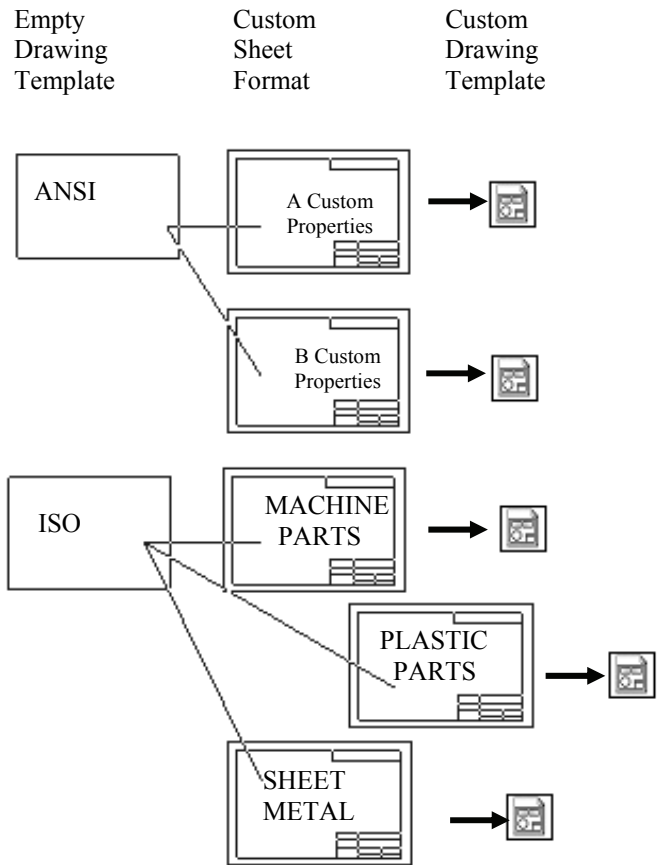 Empty
Drawing
Template
Custom
Sheet
Format
Custom
Drawing
Template
ANSI
A Custom
Properties
B Custom
Properties
ISO
MACHINE
PARTS
PLASTIC
PARTS
SHEET
METAL